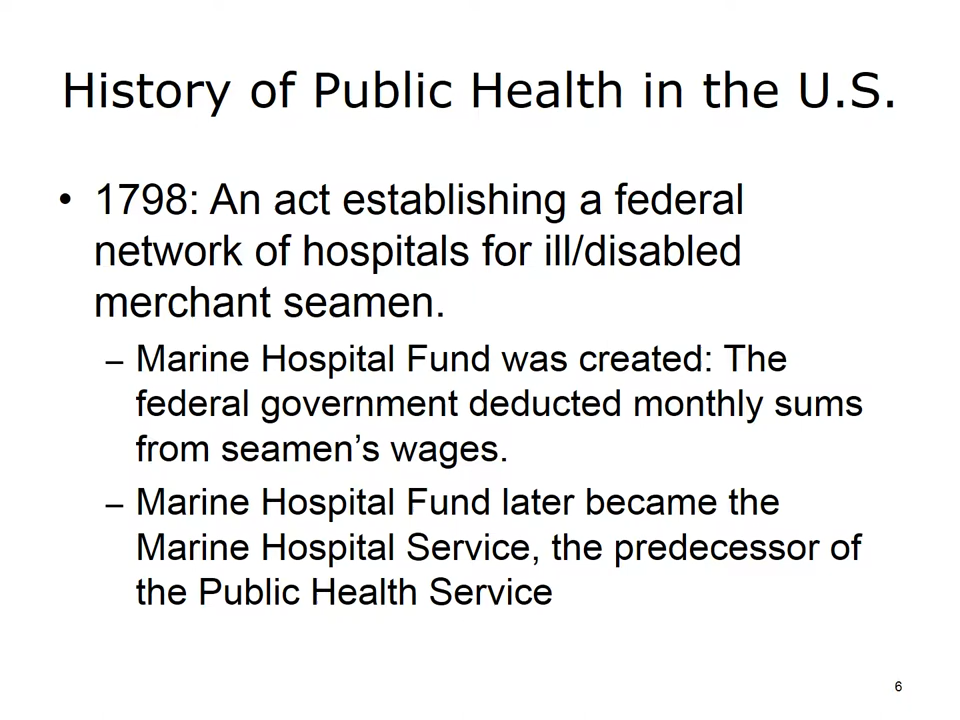 History of Public Health in the U.S.
• 1798: An act establishing a federal
network of hospitals for ill/disabled
merchant seamen.
– Marine Hospital Fund was created: The
federal government deducted monthly sums
from seamen’s wages.
– Marine Hospital Fund later became the
Marine Hospital Service, the predecessor of
the Public Health Service
6